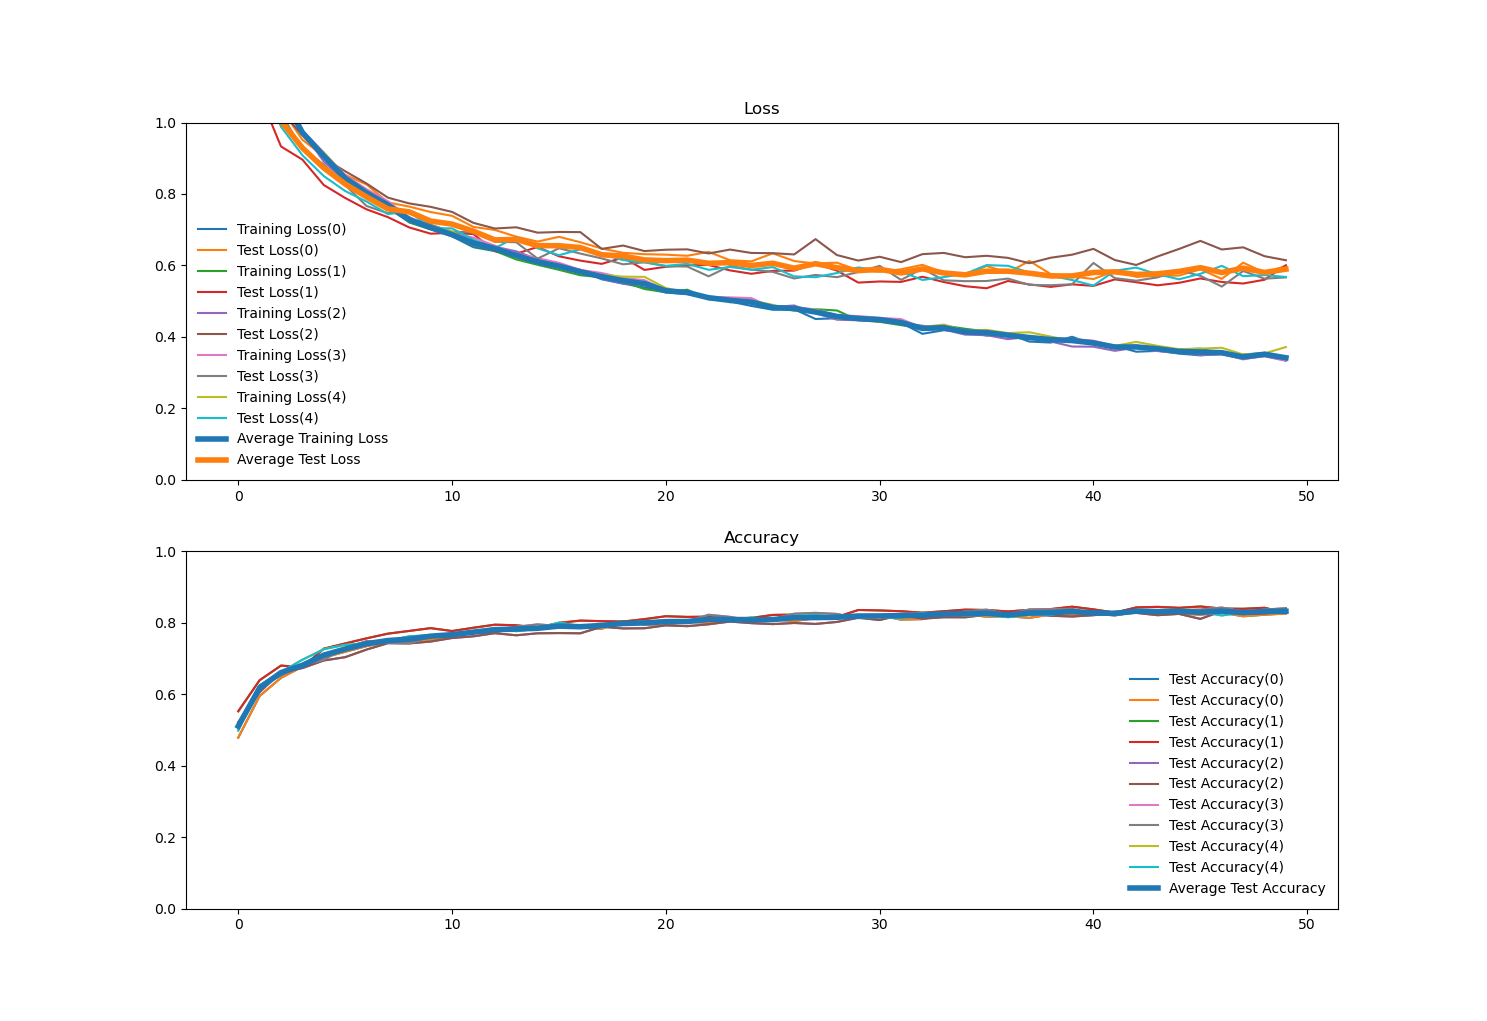 Loss
1.0
0.8
0.6
0.4
0.2
0.0
Training Loss(0)
Test Loss(0)
Training Loss(1)
Test Loss(1)
Training Loss(2)
Test Loss(2)
Training Loss(3)
Test Loss(3)
Training Loss(4)
Test Loss(4)
Average Training Loss
Average Test Loss
0 10 20 30 40 50
Accuracy
1.0
0.8
0.6
0.4
0.2
0.0
Test Accuracy(0)
Test Accuracy(0)
Test Accuracy(1)
Test Accuracy(1)
Test Accuracy(2)
Test Accuracy(2)
Test Accuracy(3)
Test Accuracy(3)
Test Accuracy(4)
Test Accuracy(4)
Average Test Accuracy
0 10 20 30 40 50